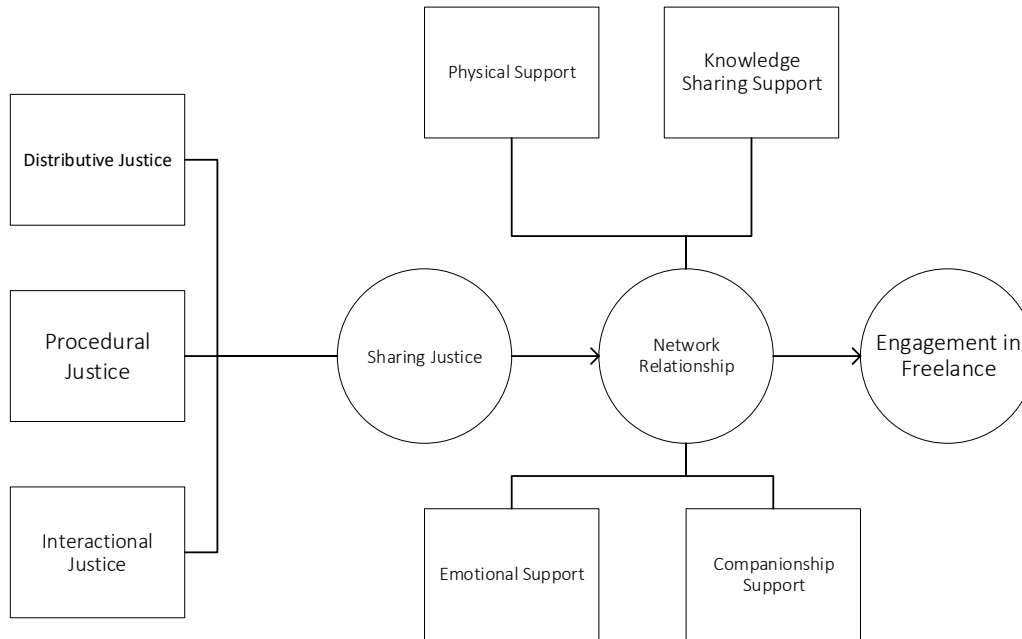 Physical Support
Knowledge
Sharing Support
Distributive Justice
Procedural
Justice
Sharing Justice
Network
Relationship
Engagement in
Freelance
Interactional
Justice
Emotional Support
Companionship
Support